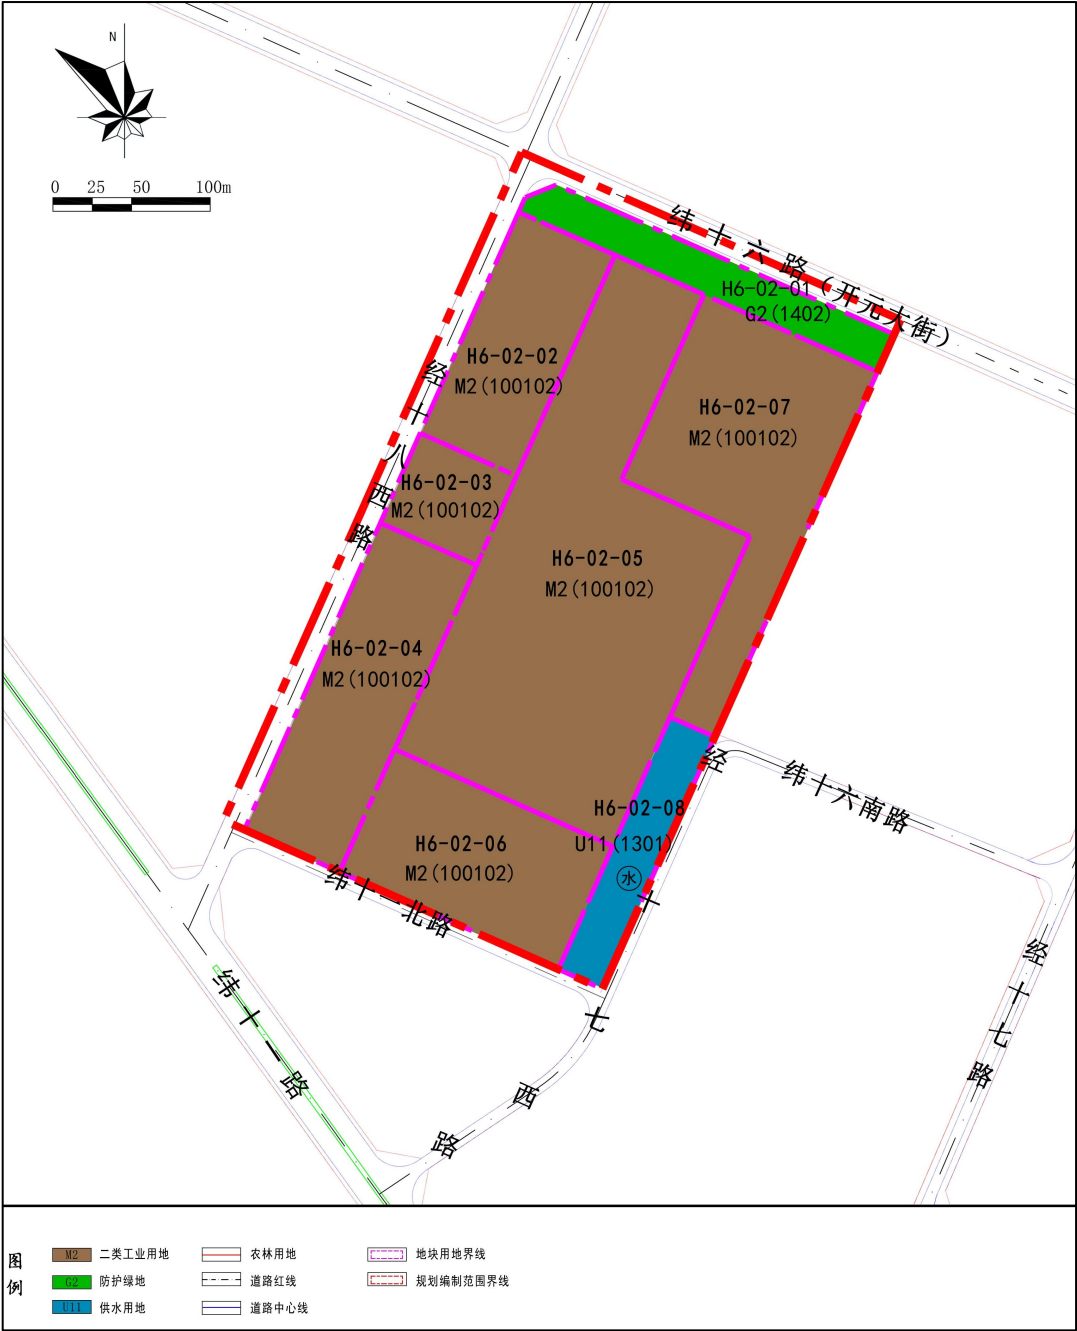 N
0 25 50 100m
纬十六路（开元大街）
H6-02-01
G2(1402)
H6-02-02
M2(100102)
经十八西路
H6-02-07
M2(100102)
H6-02-03
M2(100102)
H6-02-05
M2(100102)
H6-02-04
M2(100102)
经十七西路
纬十六南路
H6-02-08
U11(1301)
水
H6-02-06
M2(100102)
纬十一北路
经十七路
纬十一路
图例
M2 二类工业用地
G2 防护绿地
U11 供水用地
农林用地
道路红线
道路中心线
地块用地界线
规划编制范围界线